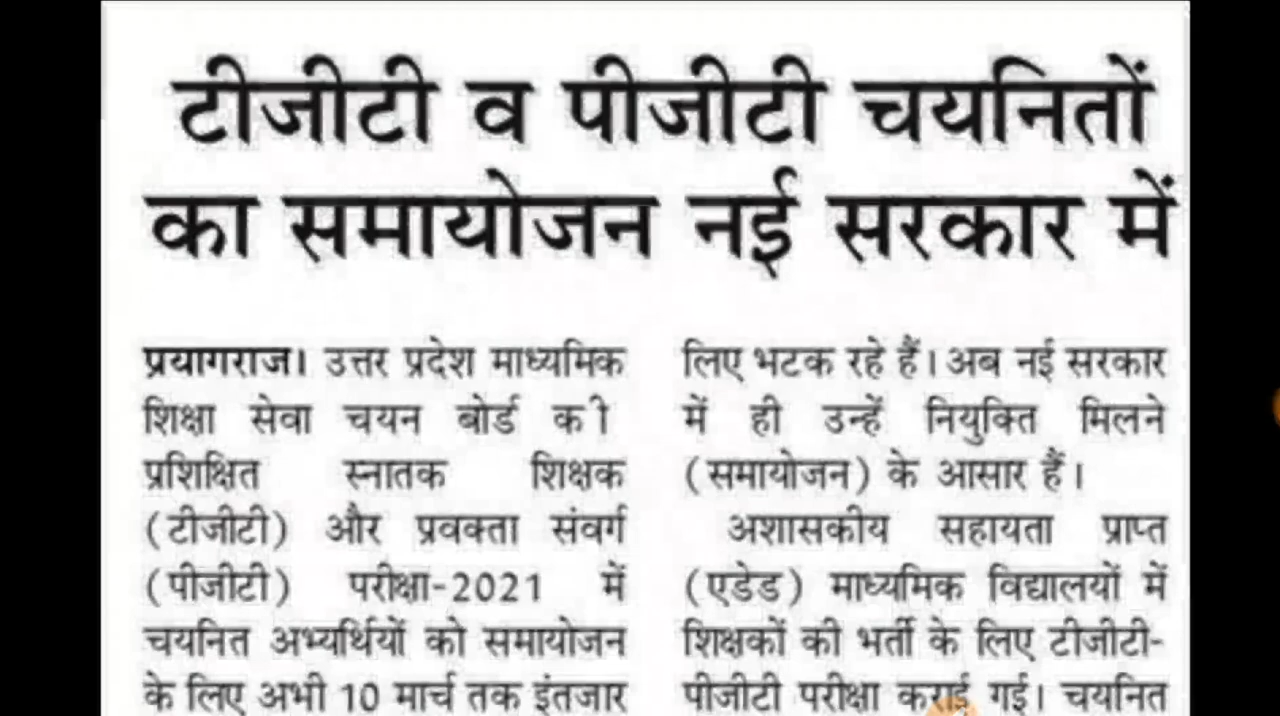 टीजीटी व पीजीटी चयनितों
का समायोजन नई सरकार में
प्रयागराज। उत्तर प्रदेश माध्यमिक
शिक्षा सेवा चयन बोर्ड की
प्रशिक्षित स्नातक शिक्षक
(टीजीटी) और प्रवक्ता संवर्ग
(पीजीटी) परीक्षा-2021 में
चयनित अभ्यर्थियों को समायोजन
के लिए अभी 10 मार्च तक इंतजार
लिए भटक रहे हैं। अब नई सरकार
में ही उन्हें नियुक्ति मिलने
(समायोजन) के आसार हैं।
अशासकीय सहायता प्राप्त
(एडेड) माध्यमिक विद्यालयों में
शिक्षकों की भर्ती के लिए टीजीटी-
पीजीटी परीक्षा कराई गई। चयनित